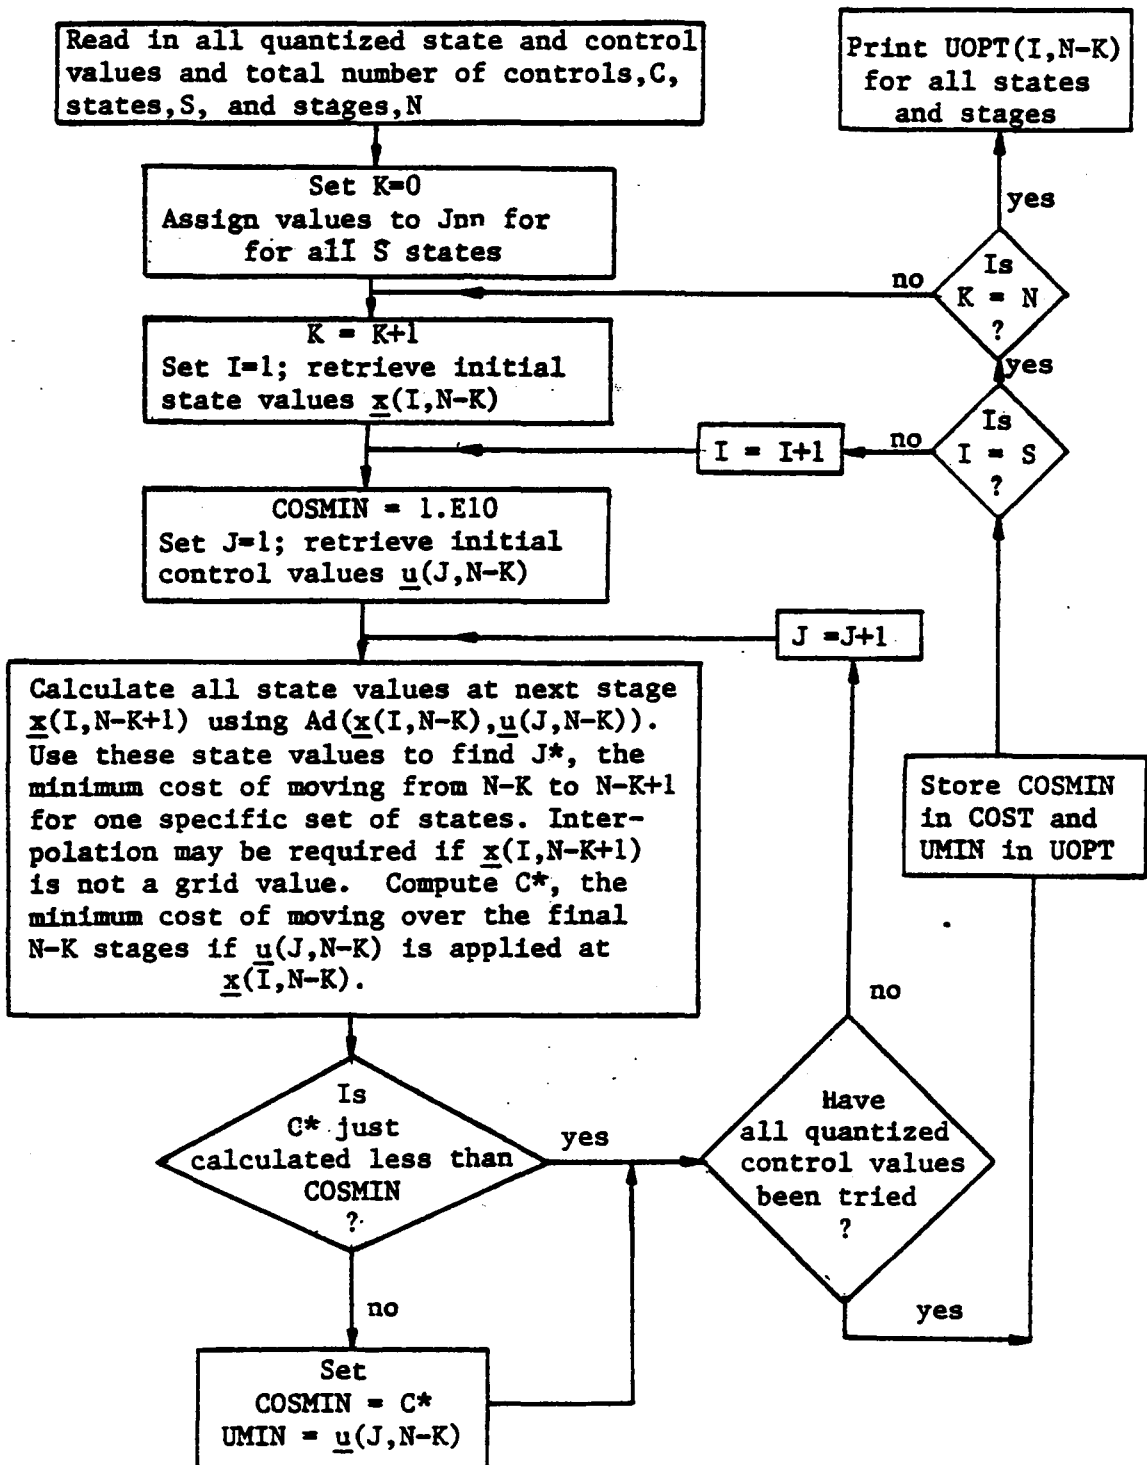 Read in all quantized state and control
values and total number of controls,C,
states,S, and stages,N
Set K=0
Assign values to Jnn for
for all S states
K = K+1
Set I=1; retrieve initial
state values x(I,N-K)
COSMIN = 1.E10
Set J=1; retrieve initial
control values u(J,N-K)
Calculate all state values at next stage
x(I,N-K+1) using Ad(x(I,N-K),u(J,N-K)).
Use these state values to find J*, the
minimum cost of moving from N-K to N-K+1
for one specific set of states. Inter-
polation may be required if x(I,N-K+1)
is not a grid value. Compute C*, the
minimum cost of moving over the final
N-K stages if u(J,N-K) is applied at
x(I,N-K).
Is
C* just
calculated less than
COSMIN
?
yes
no
Set
COSMIN = C*
UMIN = u(J,N-K)
Have
all quantized
control values
been tried
?
no
yes
J =J+1
Store COSMIN
in COST and
UMIN in UOPT
Is
I = S
?
no
yes
I = I+1
Is
K = N
?
no
yes
Print UOPT(I,N-K)
for all states
and stages